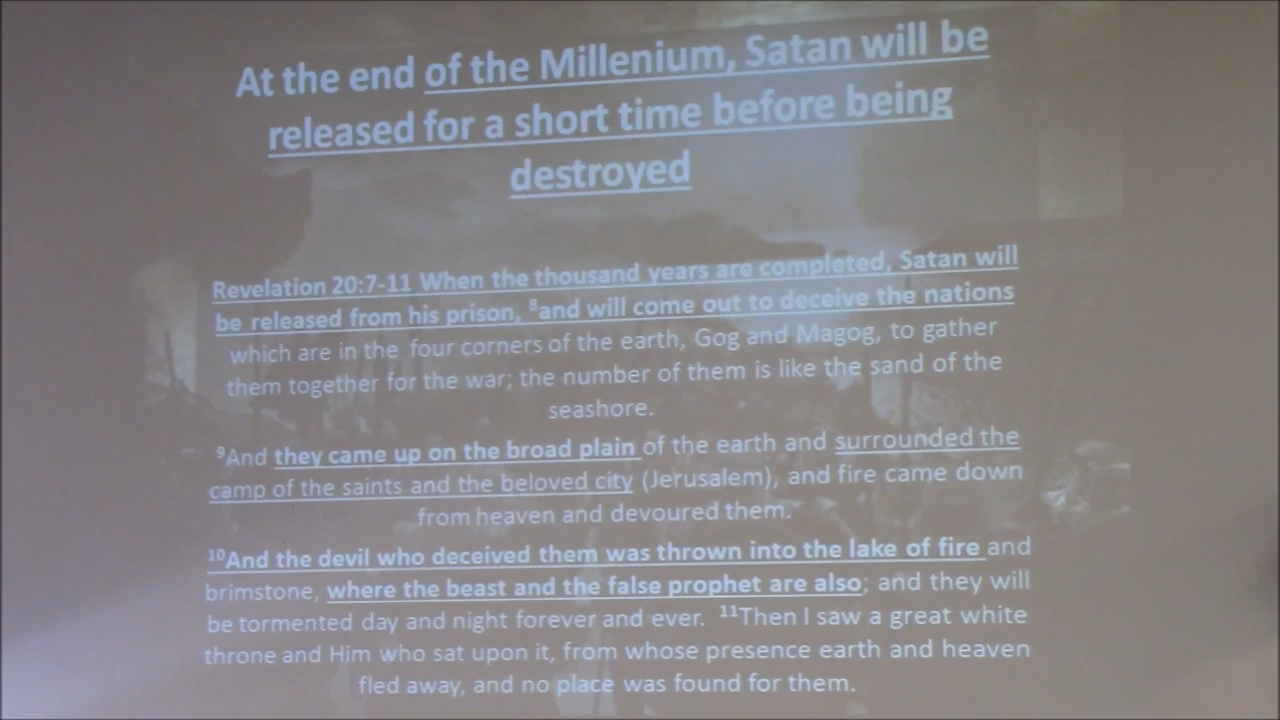 At the end of the Millenium, Satan will be
released for a short time before being
destroyed
Revelation 20:7-11 When the thousand years are completed, Satan will
be released from his prison, ⁸and will come out to deceive the nations
which are in the four corners of the earth, Gog and Magog, to gather
them together for the war; the number of them is like the sand of the
seashore.
⁹And they came up on the broad plain of the earth and surrounded the
camp of the saints and the beloved city (Jerusalem), and fire came down
from heaven and devoured them.
¹⁰And the devil who deceived them was thrown into the lake of fire and
brimstone, where the beast and the false prophet are also; and they will
be tormented day and night forever and ever. ¹¹Then I saw a great white
throne and Him who sat upon it, from whose presence earth and heaven
fled away, and no place was found for them.